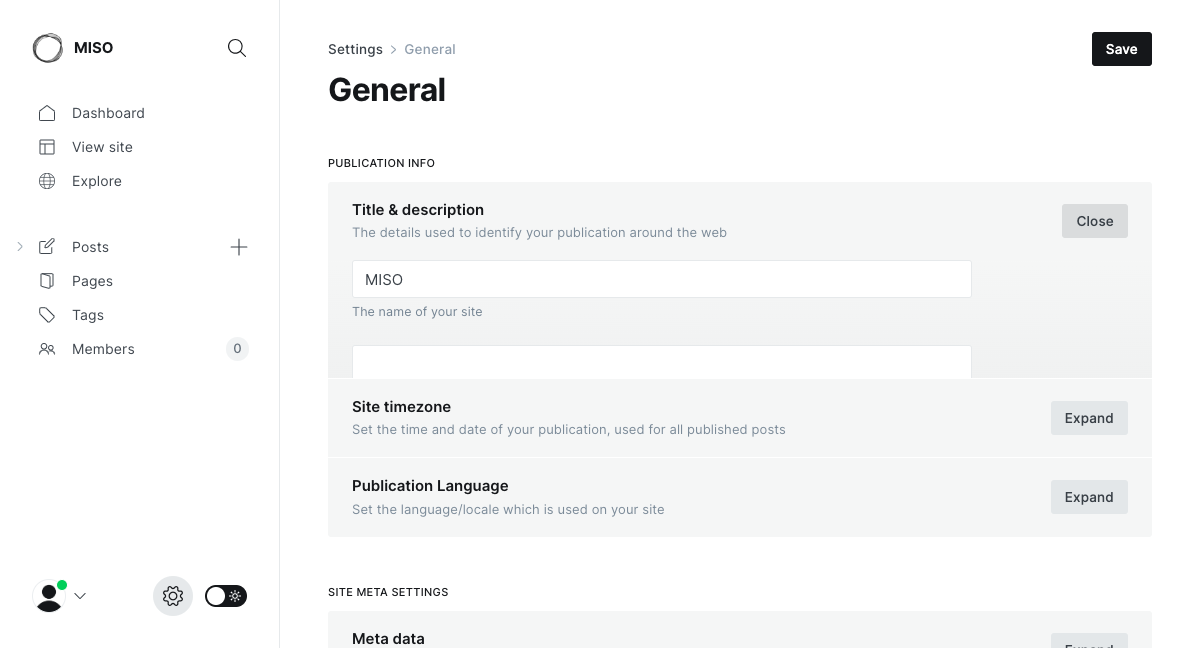 MISO
Dashboard
View site
Explore
Posts
Pages
Tags
Members
0
Settings
General
Save
General
PUBLICATION INFO
Title & description
The details used to identify your publication around the web
Close
MISO
The name of your site
Site timezone
Set the time and date of your publication, used for all published posts
Expand
Publication Language
Set the language/locale which is used on your site
Expand
SITE META SETTINGS
Meta data
Expand